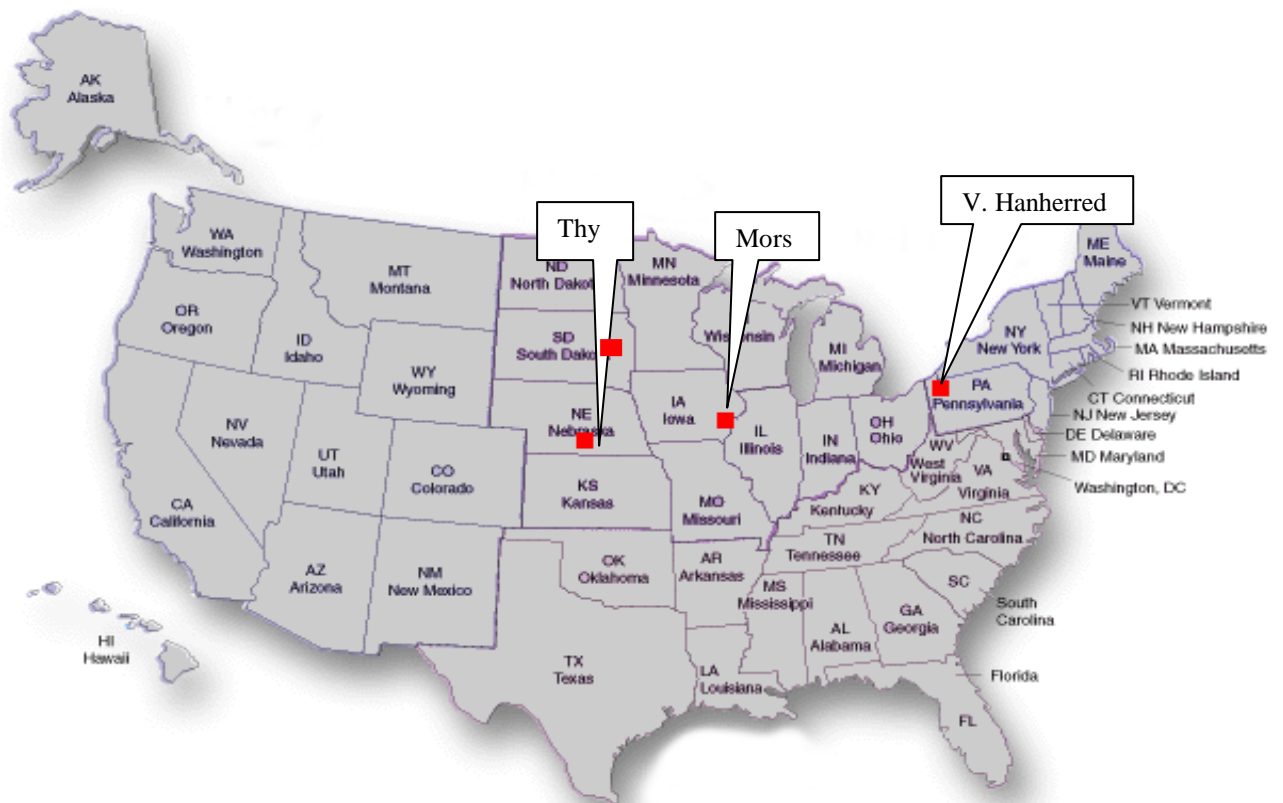 AK
Alaska
V. Hanherred
Thy
Mors
WA
Washington
ME
Maine
MT
Montana
ND
North Dakot
MN
Minnesota
VT Vermont
OR
Oregon
NH New Hampshire
ID
Idaho
SD
South Dako
Wisconsin
NY
New York
MA Massachusetts
MI
Michigan
WY
Wyoming
RI Rhode Island
CT Connecticut
PA
Pennsylvania
NJ New Jersey
IA
Iowa
NE
Nebraska
NV
Nevada
IL
Illinois
IN
Indiana
OH
Ohio
DE Delaware
MD Maryland
UT
Utah
CO
Colorado
WV
West
Virginia
VA
Virginia
Washington, DC
KS
Kansas
MO
Missouri
KY
Kentucky
CA
California
NC
North Carolina
TN
Tennessee
OK
Oklahoma
AR
Arkansas
AZ
Arizona
NM
New Mexico
MS
Mississippi
SC
South
Carolina
AL
Alabama
GA
Georgia
HI
Hawaii
TX
Texas
LA
Louisiana
Florida
FL